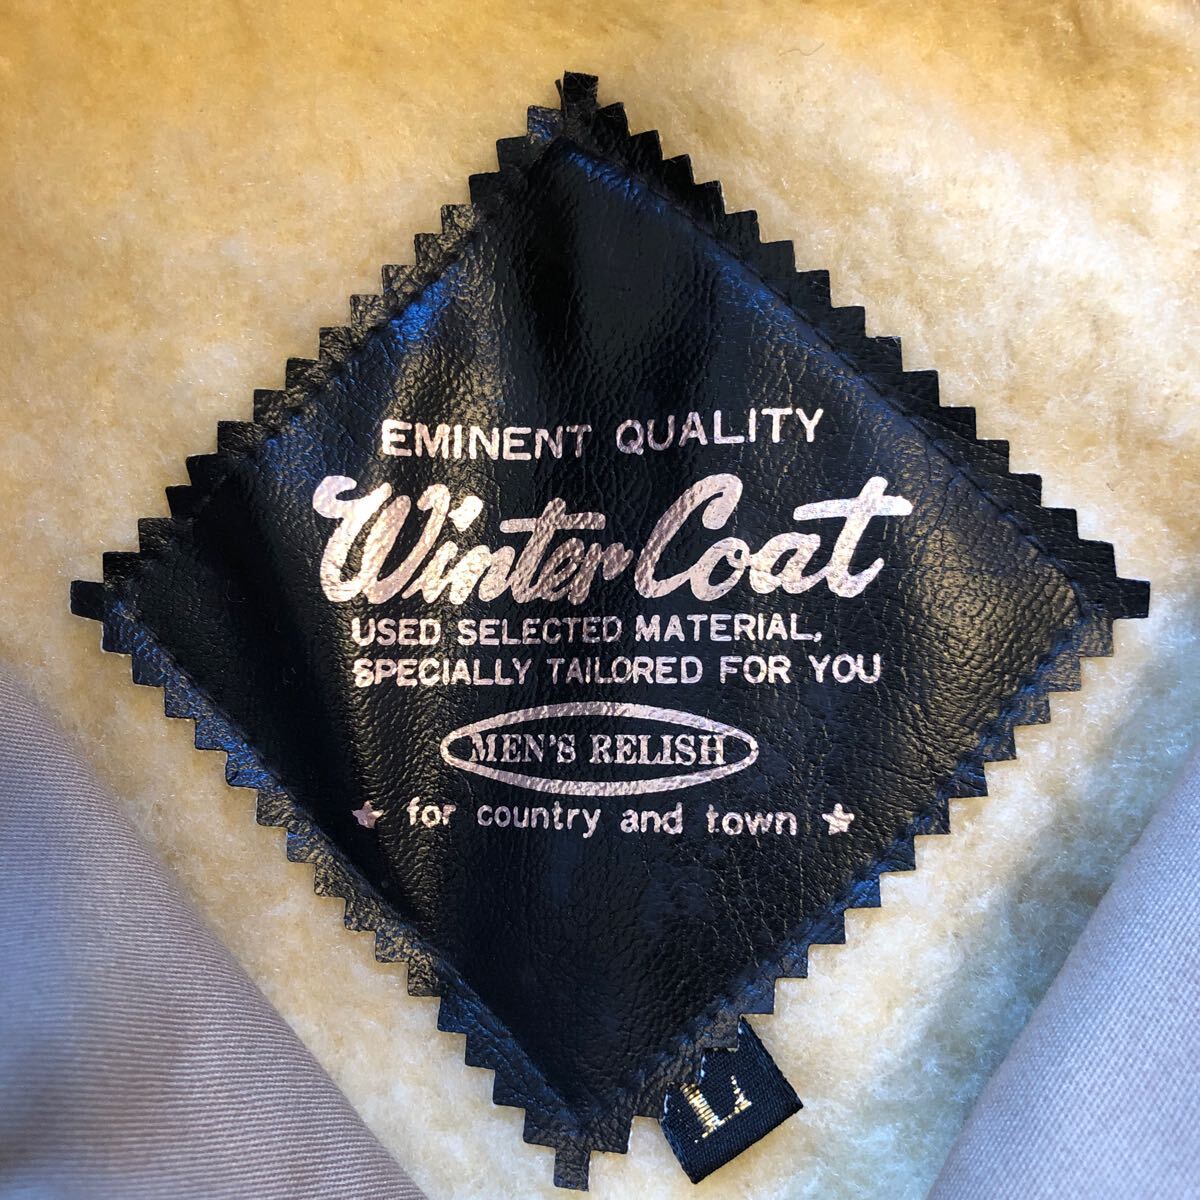 EMINENT QUALITY
Winter Coat
USED SELECTED MATERIAL,
SPECIALLY TAILORED FOR YOU
MEN'S RELISH
★ for country and town ★
L